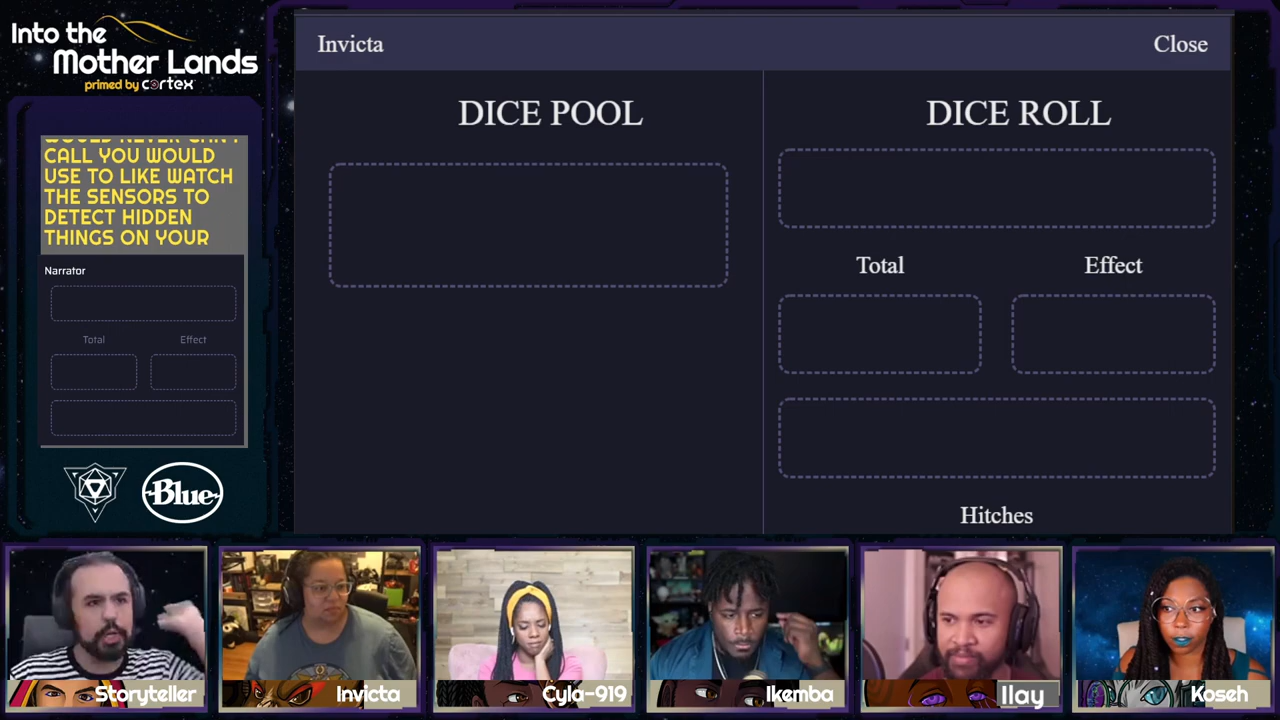 Into the
Mother Lands
primed by cortex
CALL YOU WOULD
USE TO LIKE WATCH
THE SENSORS TO
DETECT HIDDEN
THINGS ON YOUR
Narrator
Total
Effect
Blue
Invicta
Close
DICE POOL
DICE ROLL
Total
Effect
Hitches
Storyteller
Invicta
Cyla-919
Ikemba
Ilay
Koseh